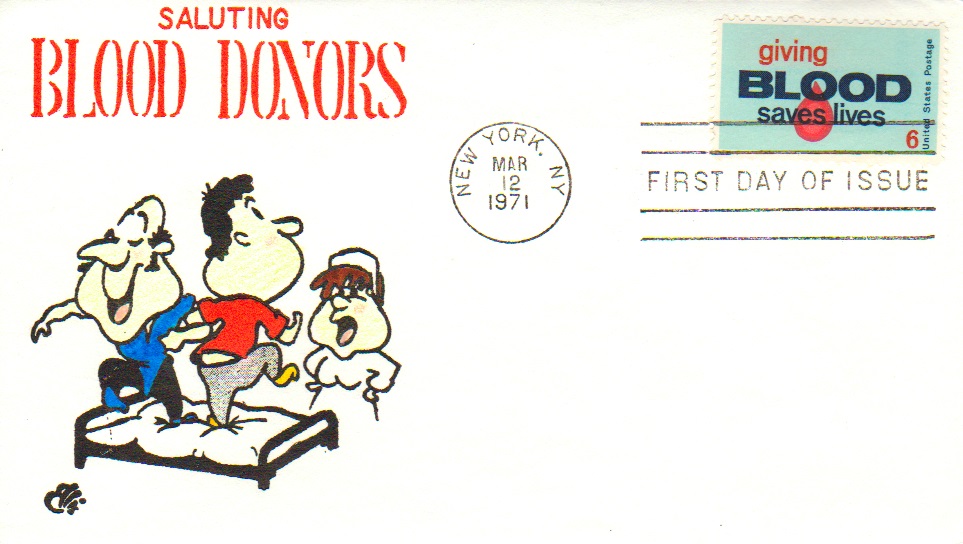 SALUTING
BLOOD DONORS
giving
BLOOD
saves lives
6
United States Postage
NEW YORK, NY
MAR
12
1971
FIRST DAY OF ISSUE